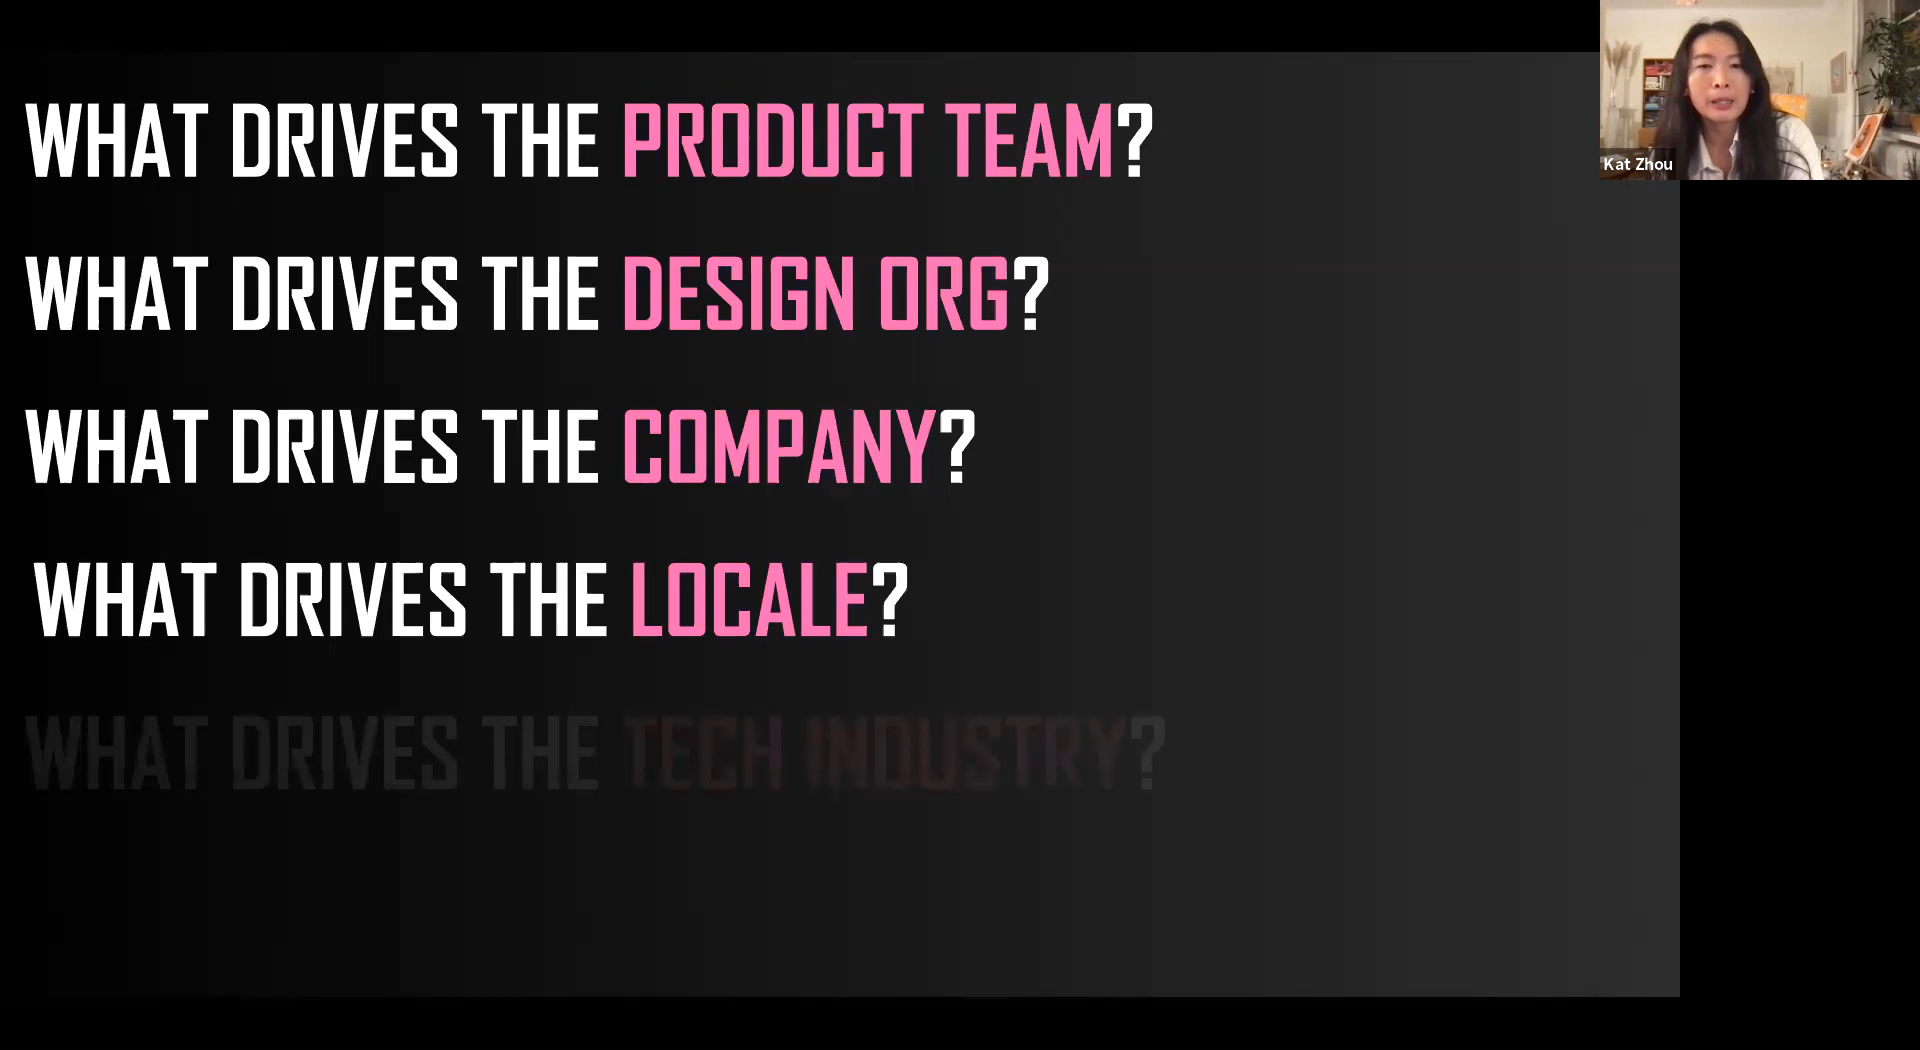 WHAT DRIVES THE PRODUCT TEAM?
WHAT DRIVES THE DESIGN ORG?
WHAT DRIVES THE COMPANY?
WHAT DRIVES THE LOCALE?
WHAT DRIVES THE TECH INDUSTRY?
Kat Zhou